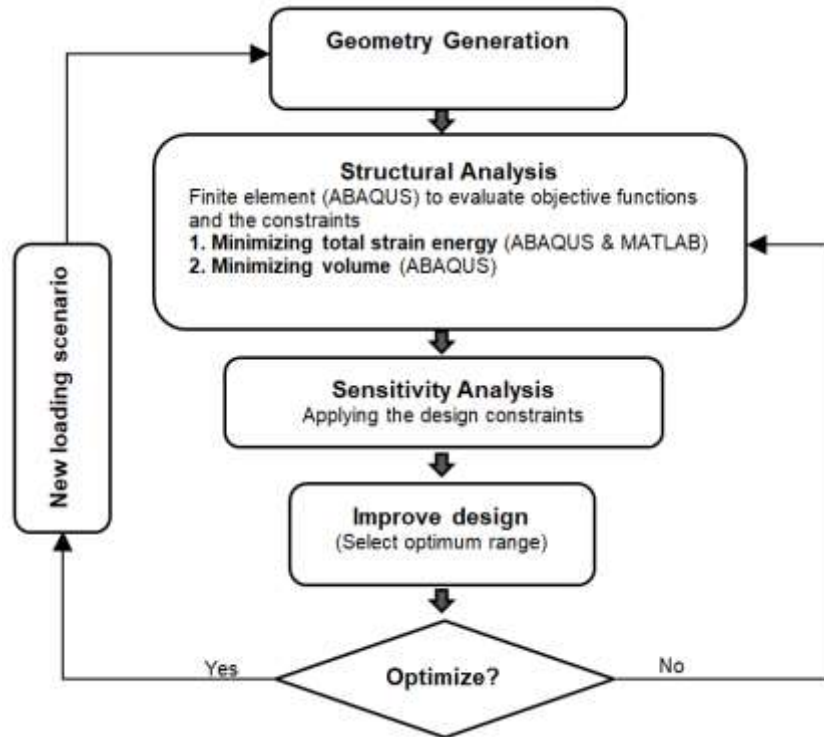 Geometry Generation
Structural Analysis
Finite element (ABAQUS) to evaluate objective functions
and the constraints
1. Minimizing total strain energy (ABAQUS & MATLAB)
2. Minimizing volume (ABAQUS)
New loading scenario
Sensitivity Analysis
Applying the design constraints
Improve design
(Select optimum range)
Yes
Optimize?
No